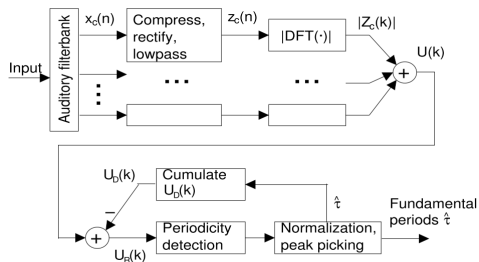 x_c(n)
Compress,
rectify,
lowpass
z_c(n)
|DFT(·)|
|Z_c(k)|
U(k)
Input
Auditory filterbank
+
U_D(k)
Cumulate
U_D(k)
τ̂
Fundamental
periods τ̂
−
+
Periodicity
detection
Normalization,
peak picking
U_R(k)